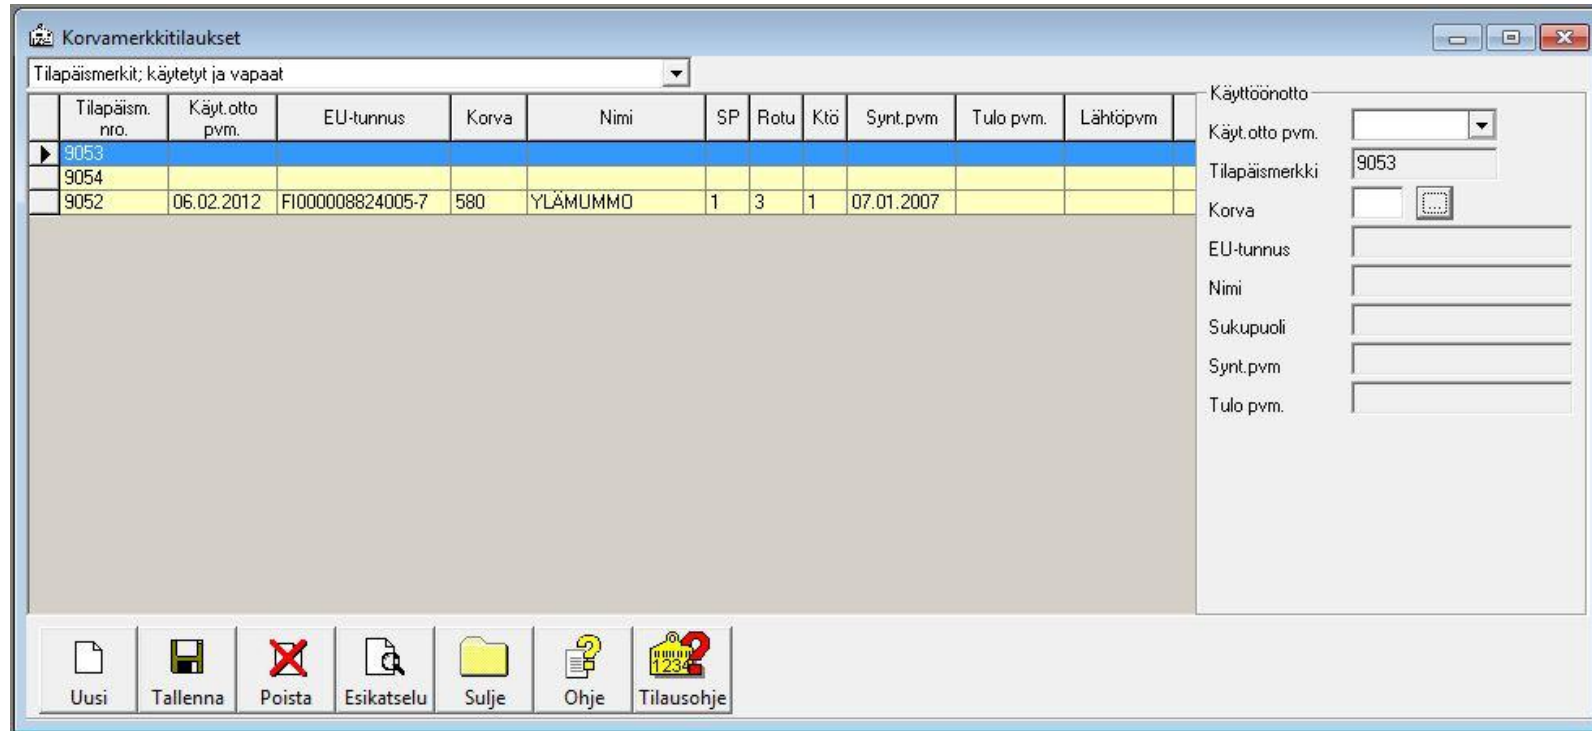 Korvamerkkitilaukset
Tilapäismerkit; käytetyt ja vapaat
Tilapäism. nro. Käyt.otto pvm. EU-tunnus Korva Nimi SP Rotu Ktö Synt.pvm Tulo pvm. Lähtöpvm
9053
9054
9052 06.02.2012 FI000008824005-7 580 YLÄMUMMO 1 3 1 07.01.2007
Käyttöönotto
Käyt.otto pvm.
Tilapäismerkki 9053
Korva ...
EU-tunnus
Nimi
Sukupuoli
Synt.pvm
Tulo pvm.
1234
Uusi Tallenna Poista Esikatselu Sulje Ohje Tilausohje